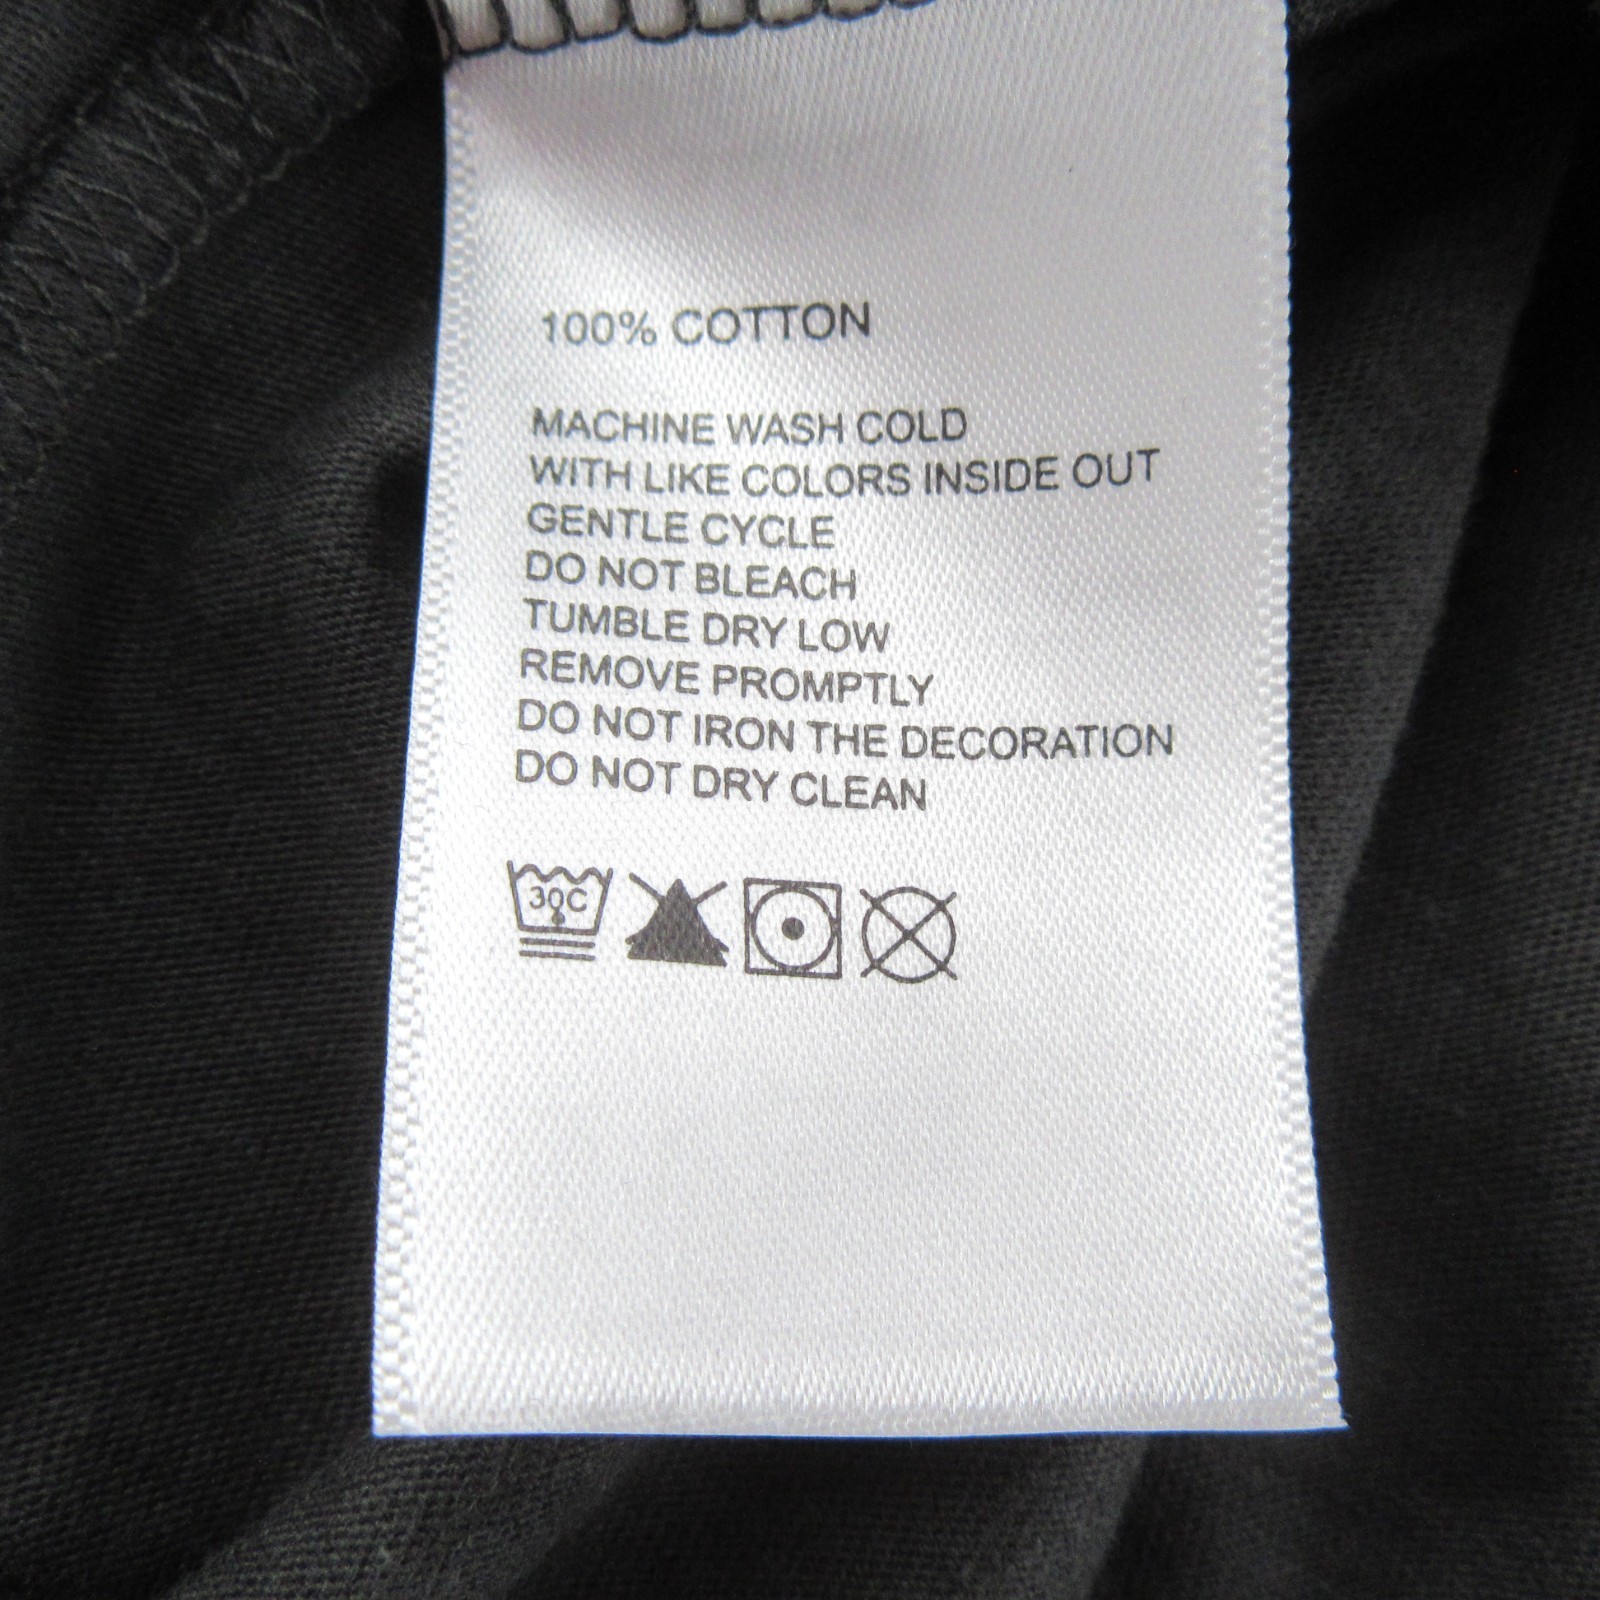 100% COTTON
MACHINE WASH COLD
WITH LIKE COLORS INSIDE OUT
GENTLE CYCLE
DO NOT BLEACH
TUMBLE DRY LOW
REMOVE PROMPTLY
DO NOT IRON THE DECORATION
DO NOT DRY CLEAN
30C